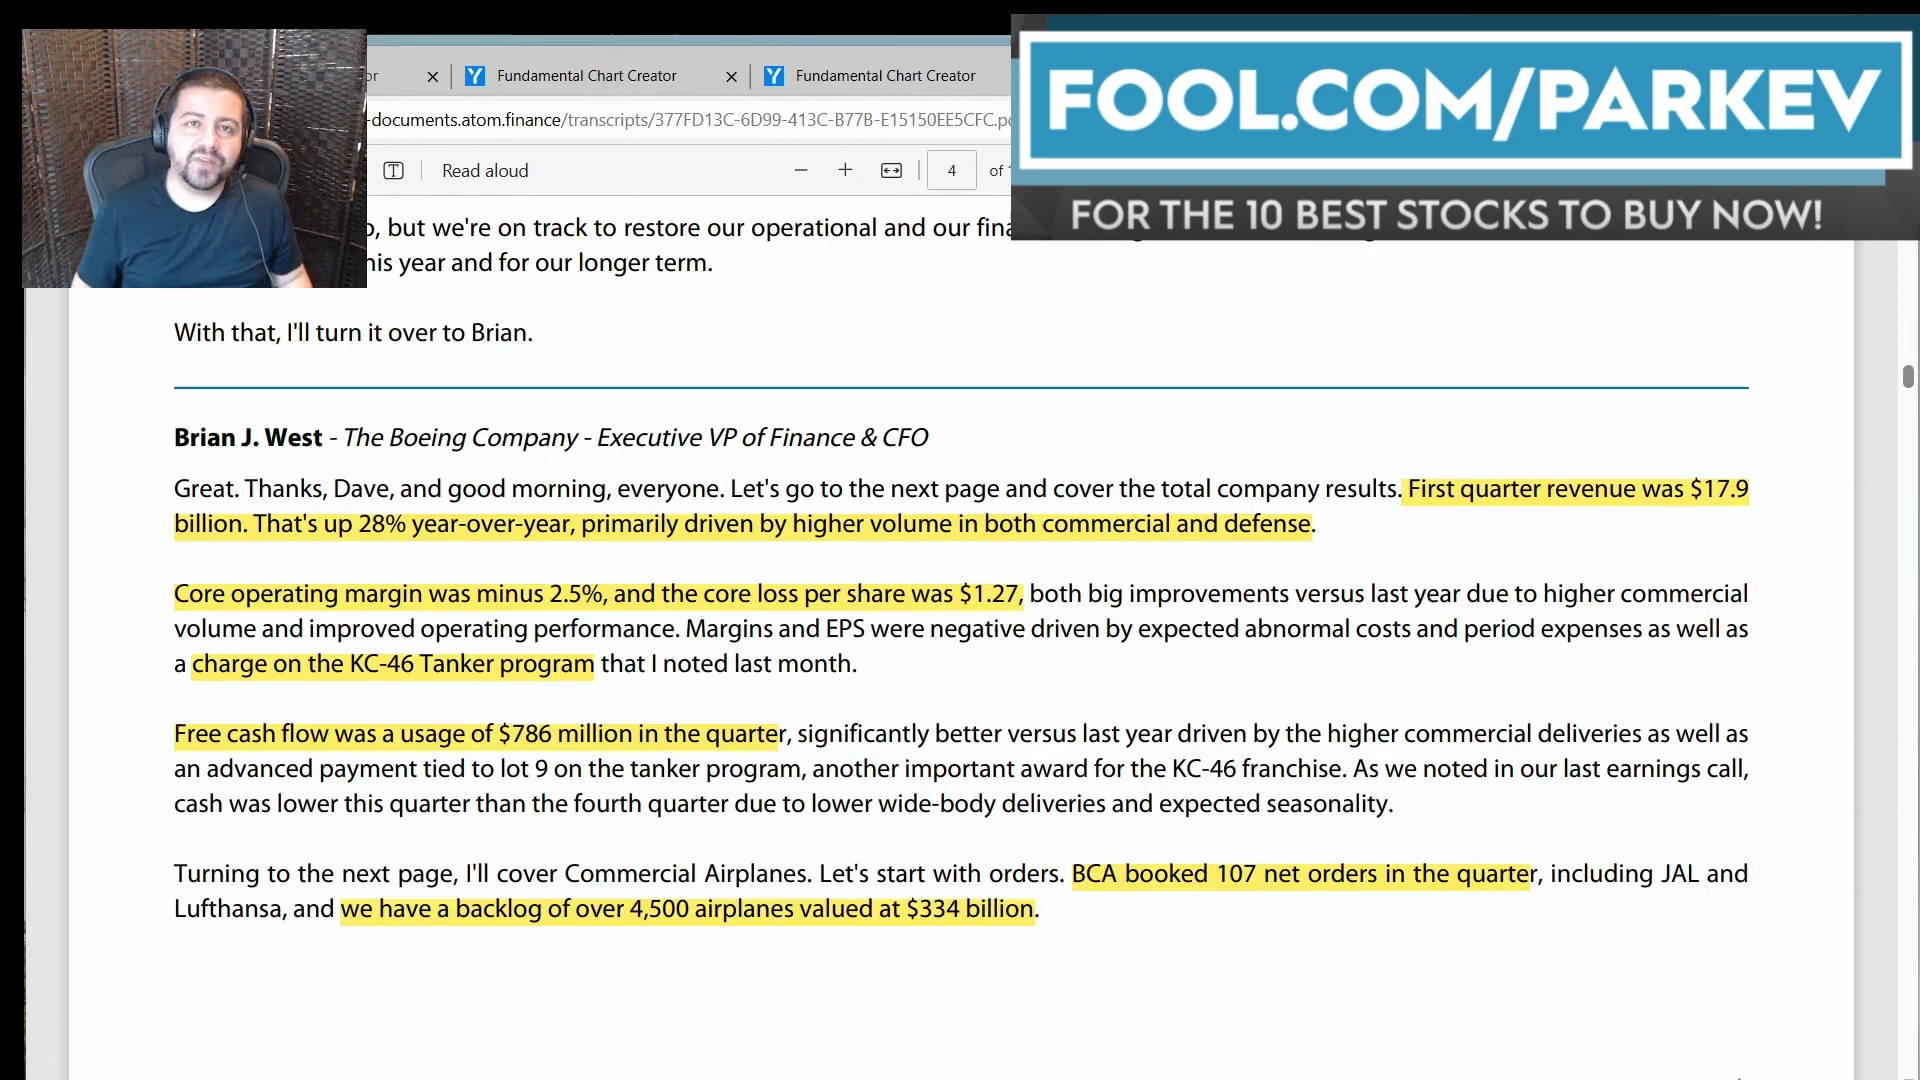 or
Fundamental Chart Creator
Fundamental Chart Creator
-documents.atom.finance/transcripts/377FD13C-6D99-413C-B77B-E15150EE5CFC.p
Read aloud
4
of
FOOL.COM/PARKEV
FOR THE 10 BEST STOCKS TO BUY NOW!
, but we're on track to restore our operational and our
his year and for our longer term.
With that, I'll turn it over to Brian.
Brian J. West - The Boeing Company - Executive VP of Finance & CFO
Great. Thanks, Dave, and good morning, everyone. Let's go to the next page and cover the total company results. First quarter revenue was $17.9
billion. That's up 28% year-over-year, primarily driven by higher volume in both commercial and defense.
Core operating margin was minus 2.5%, and the core loss per share was $1.27, both big improvements versus last year due to higher commercial
volume and improved operating performance. Margins and EPS were negative driven by expected abnormal costs and period expenses as well as
a charge on the KC-46 Tanker program that I noted last month.
Free cash flow was a usage of $786 million in the quarter, significantly better versus last year driven by the higher commercial deliveries as well as
an advanced payment tied to lot 9 on the tanker program, another important award for the KC-46 franchise. As we noted in our last earnings call,
cash was lower this quarter than the fourth quarter due to lower wide-body deliveries and expected seasonality.
Turning to the next page, I'll cover Commercial Airplanes. Let's start with orders. BCA booked 107 net orders in the quarter, including JAL and
Lufthansa, and we have a backlog of over 4,500 airplanes valued at $334 billion.